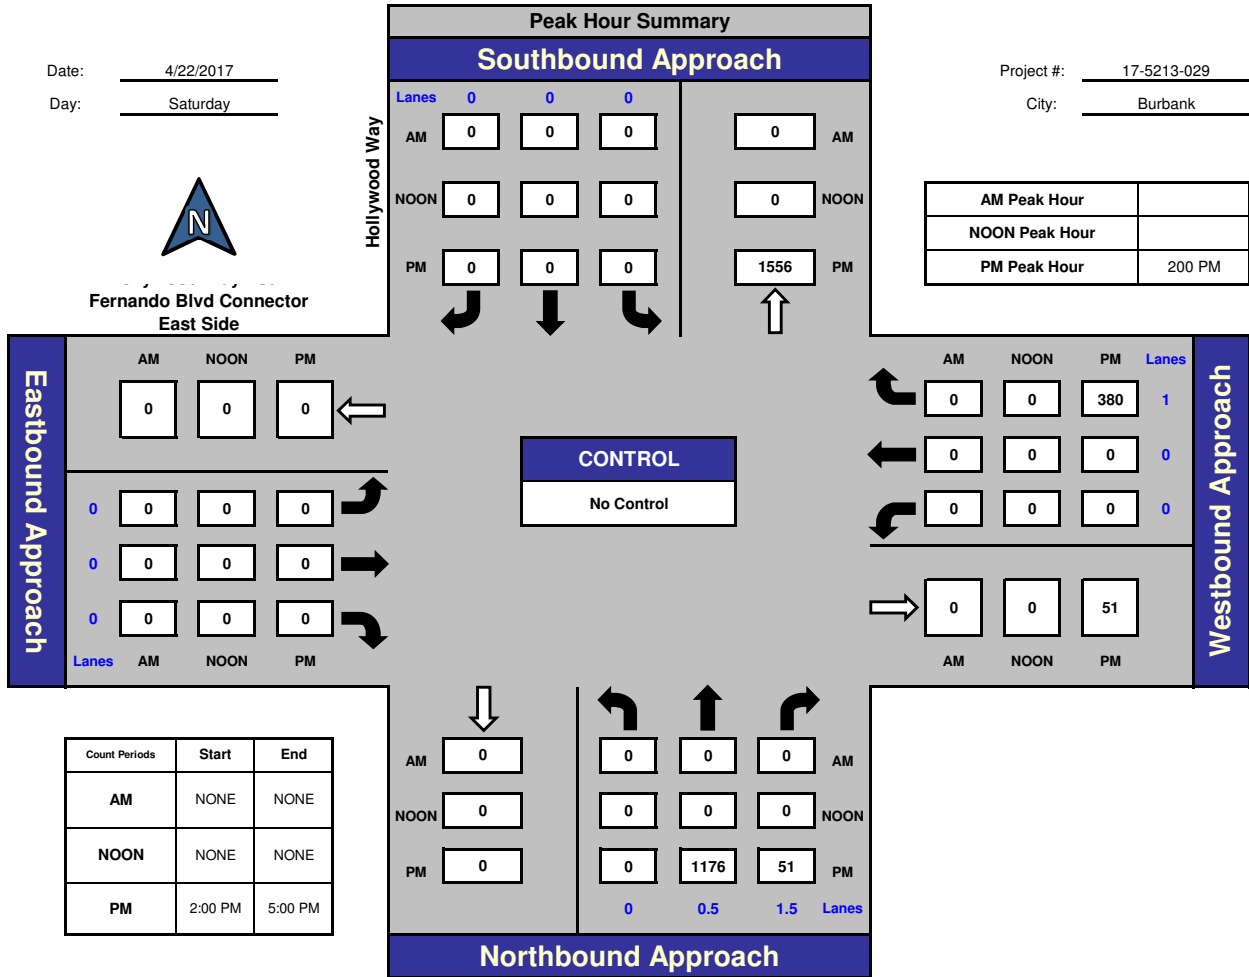 Peak Hour Summary
Southbound Approach
Date: 4/22/2017
Day: Saturday
Project #: 17-5213-029
City: Burbank
N
Fernando Blvd Connector
East Side
Hollywood Way
Lanes 0 0 0
AM 0 0 0 0 AM
NOON 0 0 0 0 NOON
PM 0 0 0 1556 PM
AM Peak Hour
NOON Peak Hour
PM Peak Hour 200 PM
Eastbound Approach
AM NOON PM
0 0 0
0 0 0 0
0 0 0 0
0 0 0 0
Lanes AM NOON PM
CONTROL
No Control
Westbound Approach
AM NOON PM Lanes
0 0 380 1
0 0 0 0
0 0 0 0
0 0 51
AM NOON PM
Count Periods Start End
AM NONE NONE
NOON NONE NONE
PM 2:00 PM 5:00 PM
AM 0 0 0 0 AM
NOON 0 0 0 0 NOON
PM 0 0 1176 51 PM
0 0.5 1.5 Lanes
Northbound Approach